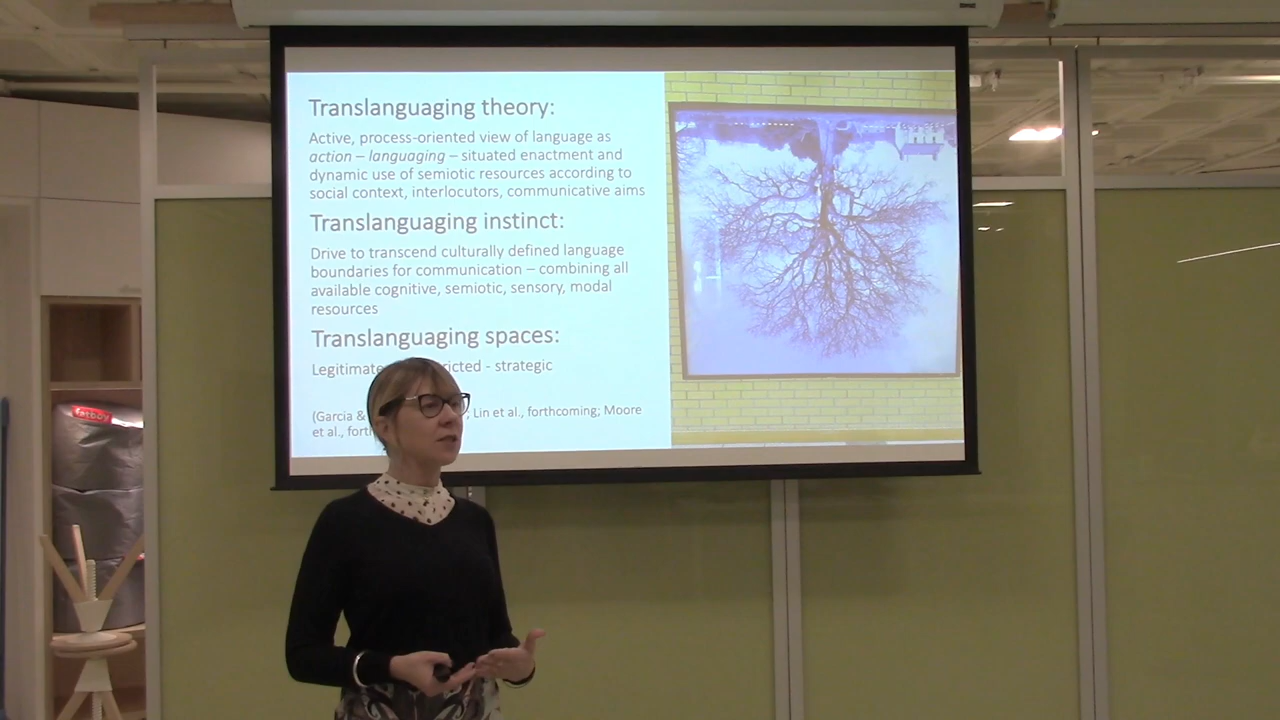 Translanguaging theory:
Active, process-oriented view of language as
action – languaging – situated enactment and
dynamic use of semiotic resources according to
social context, interlocutors, communicative aims
Translanguaging instinct:
Drive to transcend culturally defined language
boundaries for communication – combining all
available cognitive, semiotic, sensory, modal
resources
Translanguaging spaces:
Legitimate - strategic
(Garcia & Lin et al., forthcoming; Moore
et al.,
fatboy